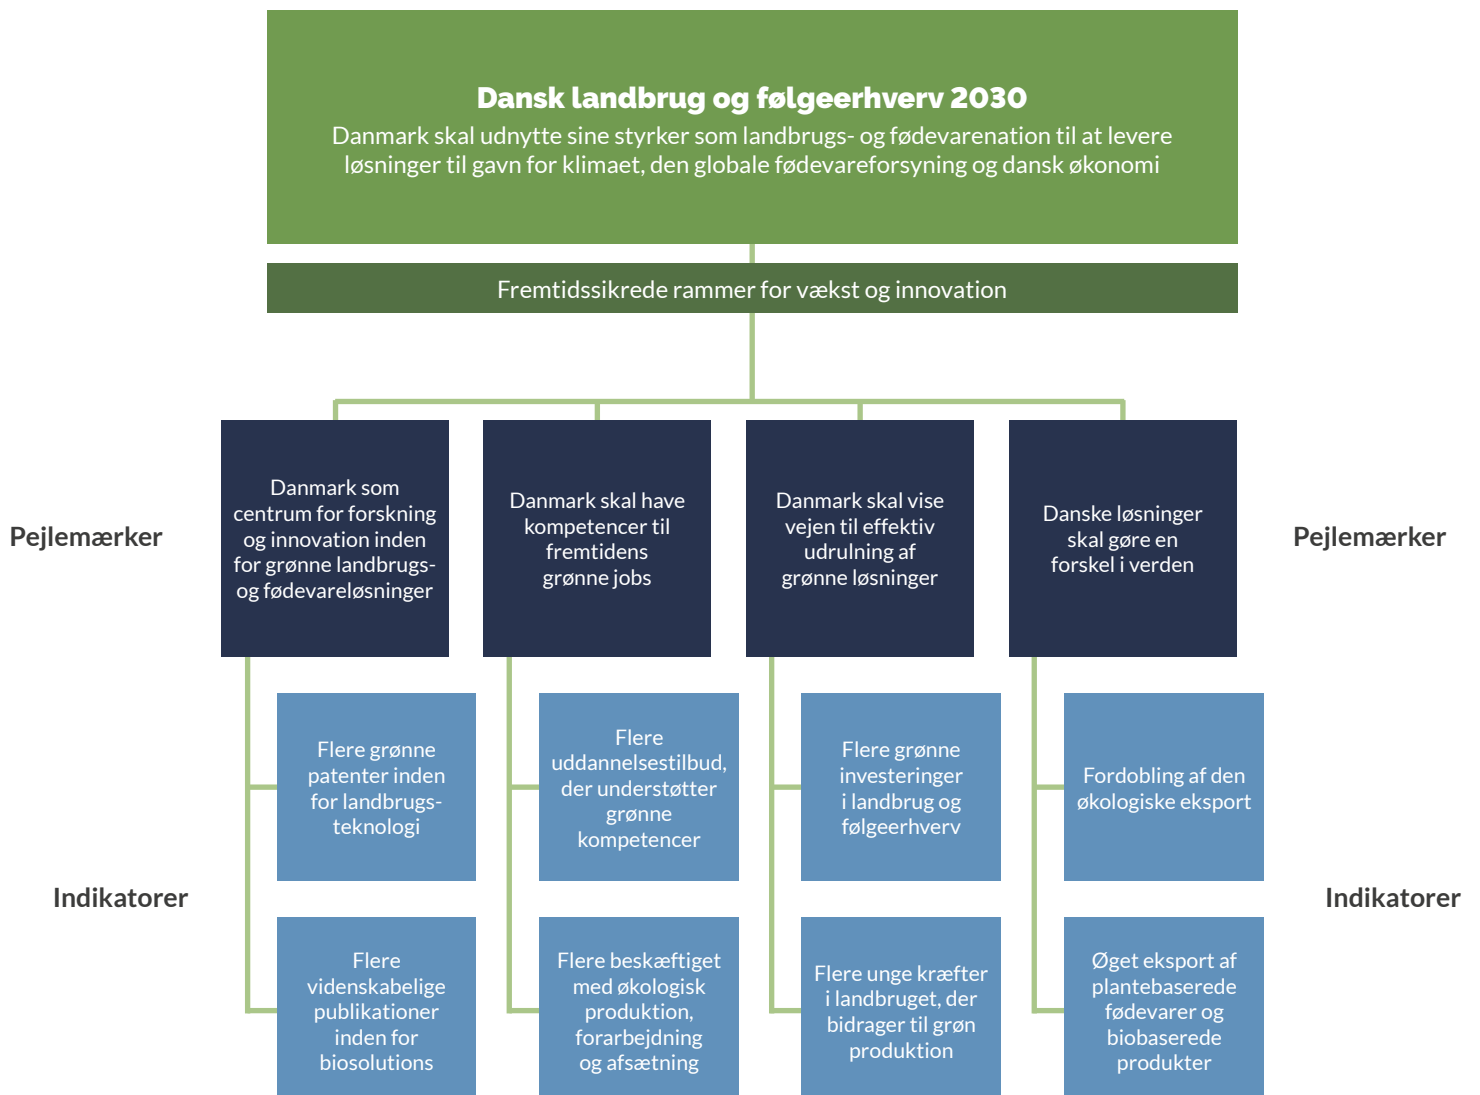 Dansk landbrug og følgeerhverv 2030
Danmark skal udnytte sine styrker som landbrugs- og fødevarenation til at levere
løsninger til gavn for klimaet, den globale fødevareforsyning og dansk økonomi
Fremtidssikrede rammer for vækst og innovation
Pejlemærker
Danmark som
centrum for forskning
og innovation inden
for grønne landbrugs-
og fødevareløsninger
Danmark skal have
kompetencer til
fremtidens
grønne jobs
Danmark skal vise
vejen til effektiv
udrulning af
grønne løsninger
Danske løsninger
skal gøre en
forskel i verden
Pejlemærker
Indikatorer
Flere grønne
patenter inden
for landbrugs-
teknologi
Flere
uddannelsestilbud,
der understøtter
grønne
kompetencer
Flere grønne
investeringer
i landbrug og
følgeerhverv
Fordobling af den
økologiske eksport
Indikatorer
Flere
videnskabelige
publikationer
inden for
biosolutions
Flere beskæftiget
med økologisk
produktion,
forarbejdning
og afsætning
Flere unge kræfter
i landbruget, der
bidrager til grøn
produktion
Øget eksport af
plantebaserede
fødevarer og
biobaserede
produkter